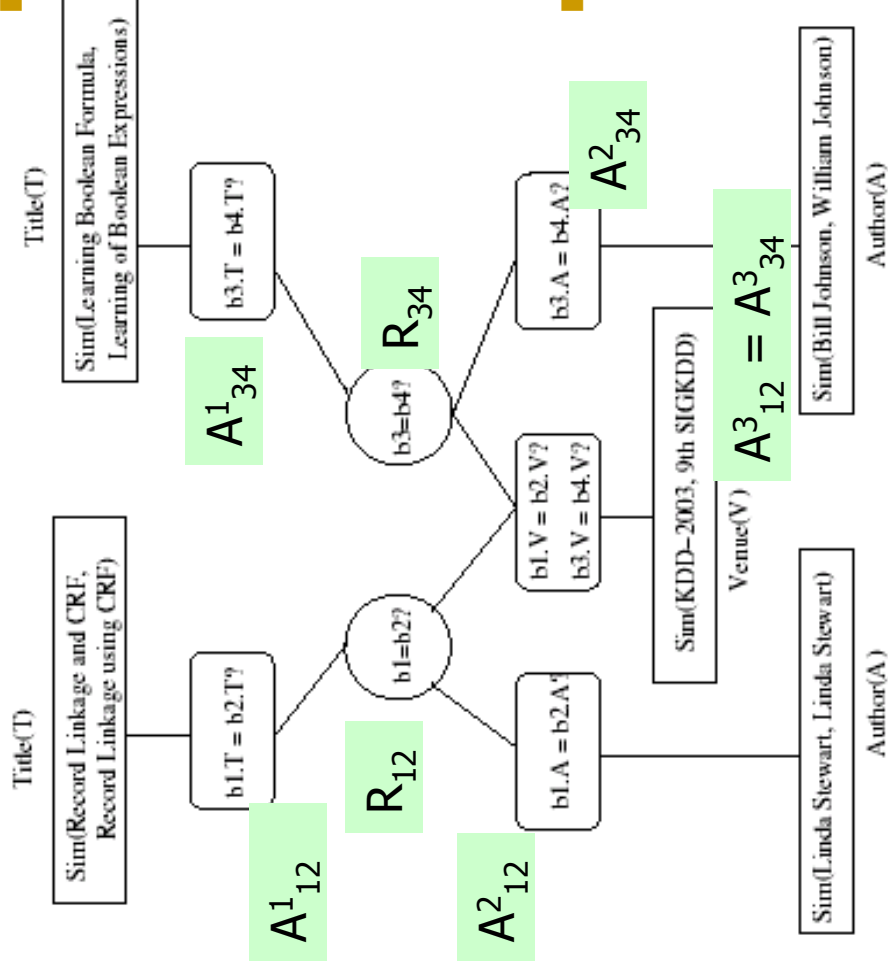 Title(T)
Sim(Record Linkage and CRF,
Record Linkage using CRF)
b1.T = b2.T?
A¹₁₂
b1=b2?
R₁₂
b1.A = b2.A?
A²₁₂
Sim(Linda Stewart, Linda Stewart)
Author(A)
b1.V = b2.V?
b3.V = b4.V?
Sim(KDD−2003, 9th SIGKDD)
Venue(V)
A³₁₂ = A³₃₄
Title(T)
Sim(Learning Boolean Formula,
Learning of Boolean Expressions)
b3.T = b4.T?
A¹₃₄
b3=b4?
R₃₄
b3.A = b4.A?
A²₃₄
Sim(Bill Johnson, William Johnson)
Author(A)